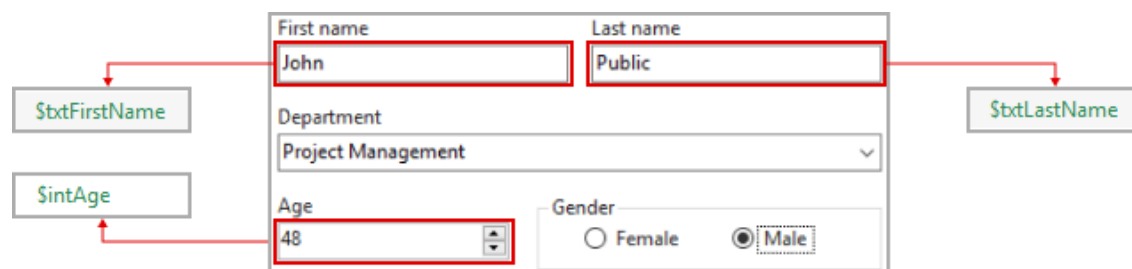 First name
Last name
John
Public
$txtFirstName
$txtLastName
Department
Project Management
$intAge
Age
Gender
48
Female
Male